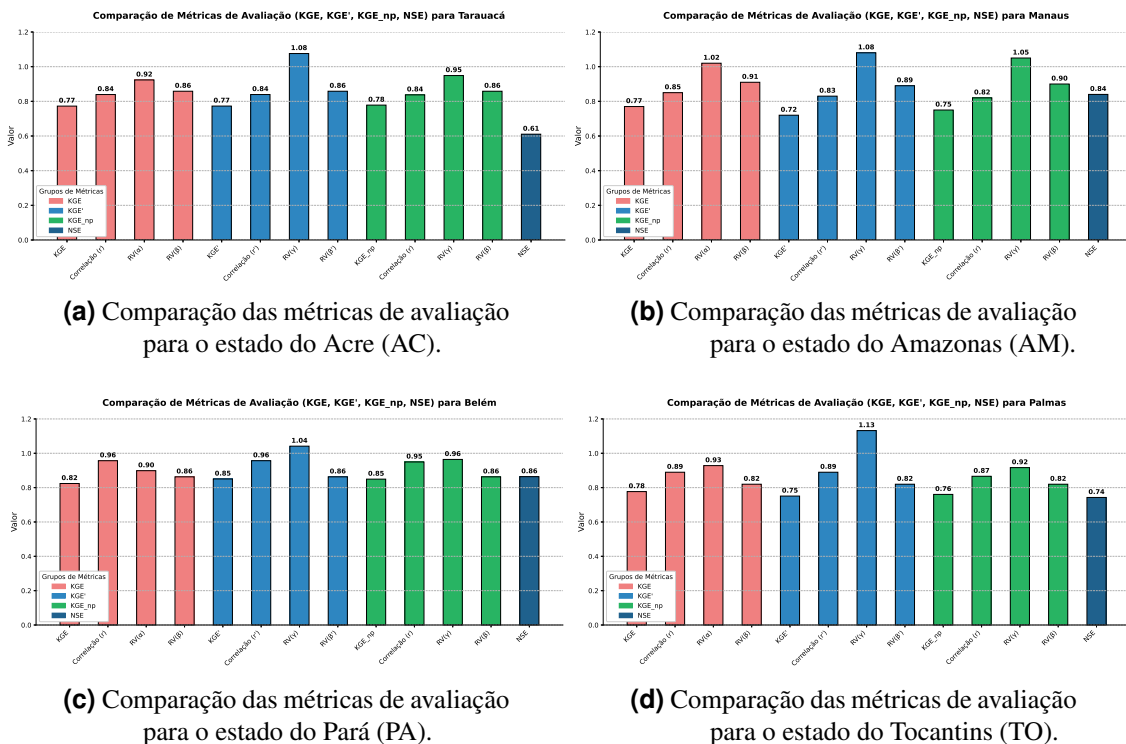 Comparação de Métricas de Avaliação (KGE, KGE', KGE_np, NSE) para Tarauacá
1.2
1.0
0.8
0.6
0.4
0.2
0.0
Valor
0.77
0.84
0.92
0.86
0.77
0.84
1.08
0.86
0.78
0.84
0.95
0.86
0.61
Grupos de Métricas
KGE
KGE'
KGE_np
NSE
KGE
Correlação (r)
RV(α)
RV(β)
KGE'
Correlação (r')
RV(γ)
RV(β')
KGE_np
Correlação (r)
RV(γ)
RV(β)
NSE
(a) Comparação das métricas de avaliação
para o estado do Acre (AC).
Comparação de Métricas de Avaliação (KGE, KGE', KGE_np, NSE) para Manaus
1.2
1.0
0.8
0.6
0.4
0.2
0.0
Valor
0.77
0.85
1.02
0.91
0.72
0.83
1.08
0.89
0.75
0.82
1.05
0.90
0.84
Grupos de Métricas
KGE
KGE'
KGE_np
NSE
KGE
Correlação (r)
RV(α)
RV(β)
KGE'
Correlação (r')
RV(γ)
RV(β')
KGE_np
Correlação (r)
RV(γ)
RV(β)
NSE
(b) Comparação das métricas de avaliação
para o estado do Amazonas (AM).
Comparação de Métricas de Avaliação (KGE, KGE', KGE_np, NSE) para Belém
1.2
1.0
0.8
0.6
0.4
0.2
0.0
Valor
0.82
0.96
0.90
0.86
0.85
0.96
1.04
0.86
0.85
0.95
0.96
0.86
0.86
Grupos de Métricas
KGE
KGE'
KGE_np
NSE
KGE
Correlação (r)
RV(α)
RV(β)
KGE'
Correlação (r')
RV(γ)
RV(β')
KGE_np
Correlação (r)
RV(γ)
RV(β)
NSE
(c) Comparação das métricas de avaliação
para o estado do Pará (PA).
Comparação de Métricas de Avaliação (KGE, KGE', KGE_np, NSE) para Palmas
1.2
1.0
0.8
0.6
0.4
0.2
0.0
Valor
0.78
0.89
0.93
0.82
0.75
0.89
1.13
0.82
0.76
0.87
0.92
0.82
0.74
Grupos de Métricas
KGE
KGE'
KGE_np
NSE
KGE
Correlação (r)
RV(α)
RV(β)
KGE'
Correlação (r')
RV(γ)
RV(β')
KGE_np
Correlação (r)
RV(γ)
RV(β)
NSE
(d) Comparação das métricas de avaliação
para o estado do Tocantins (TO).